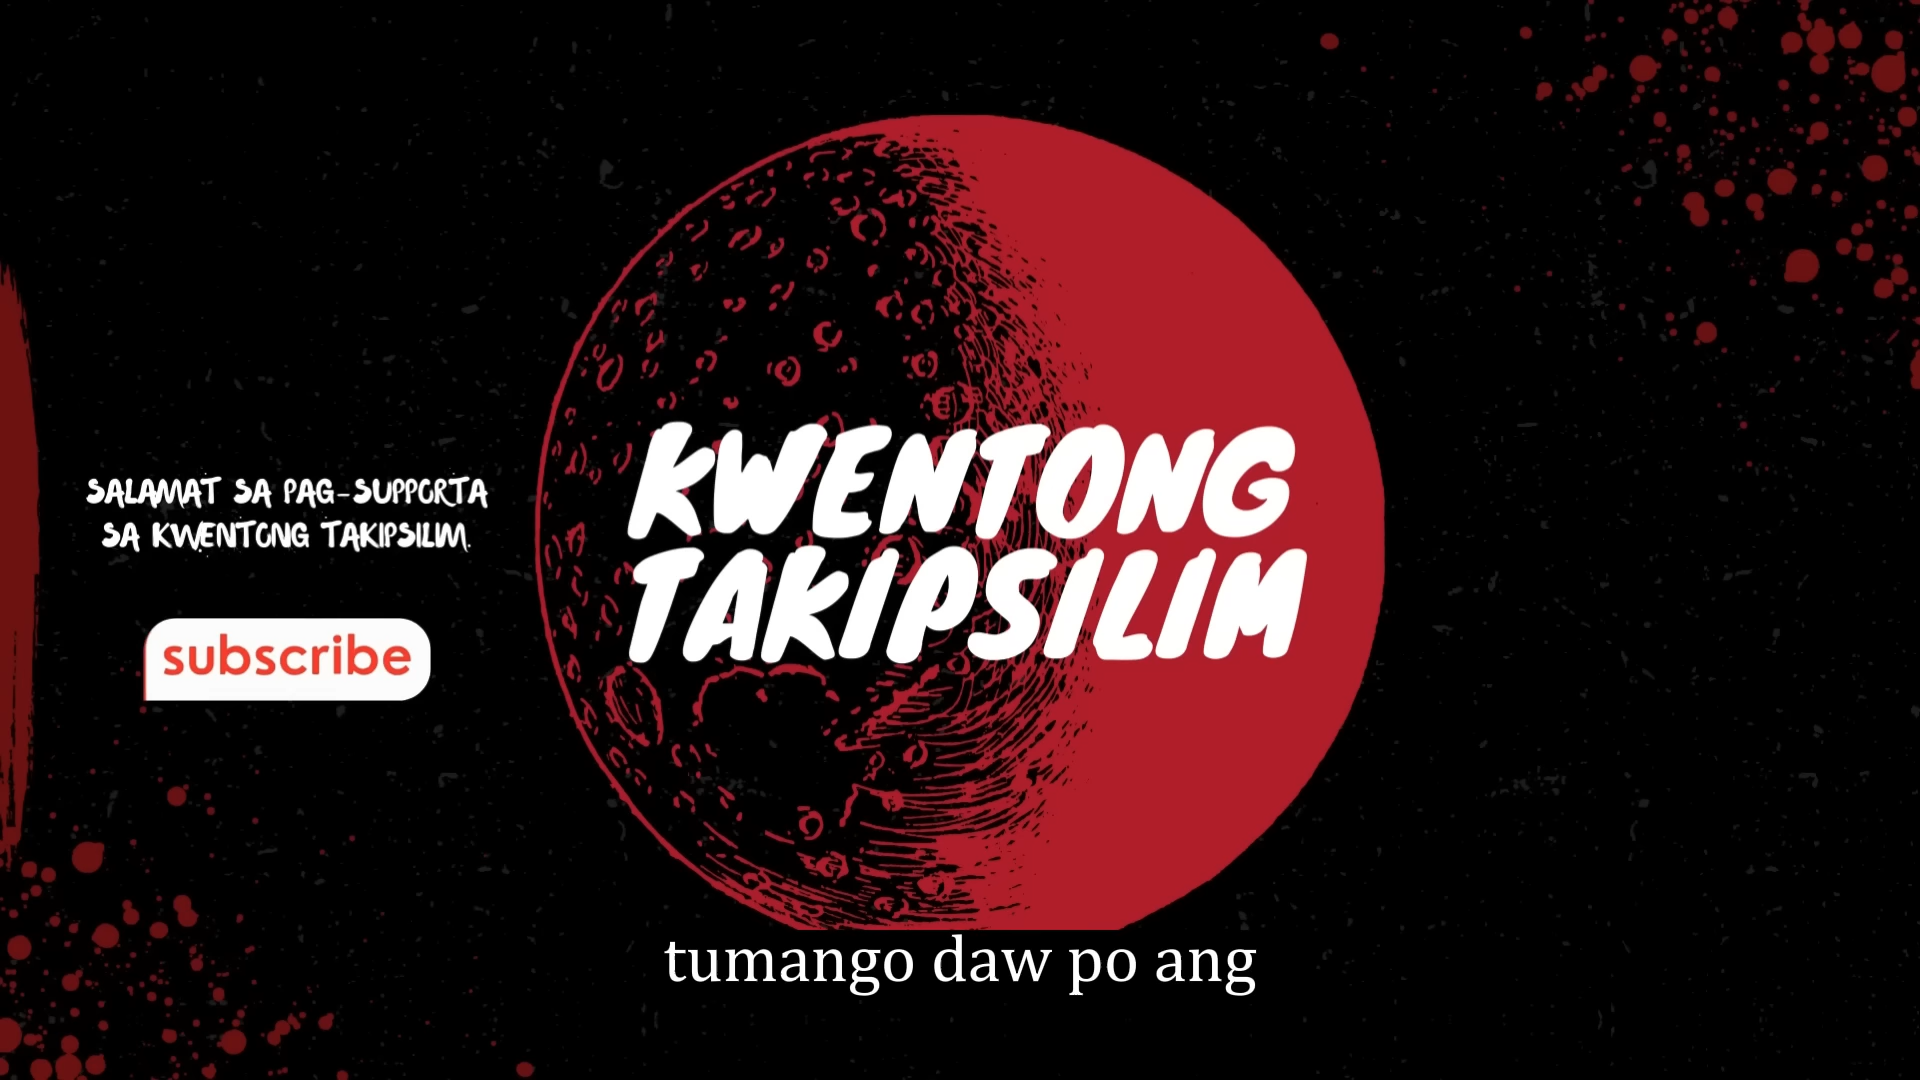 SALAMAT SA PAG-SUPPORTA
SA KWENTONG TAKIPSILIM.
subscribe
KWENTONG
TAKIPSILIM
tumango daw po ang